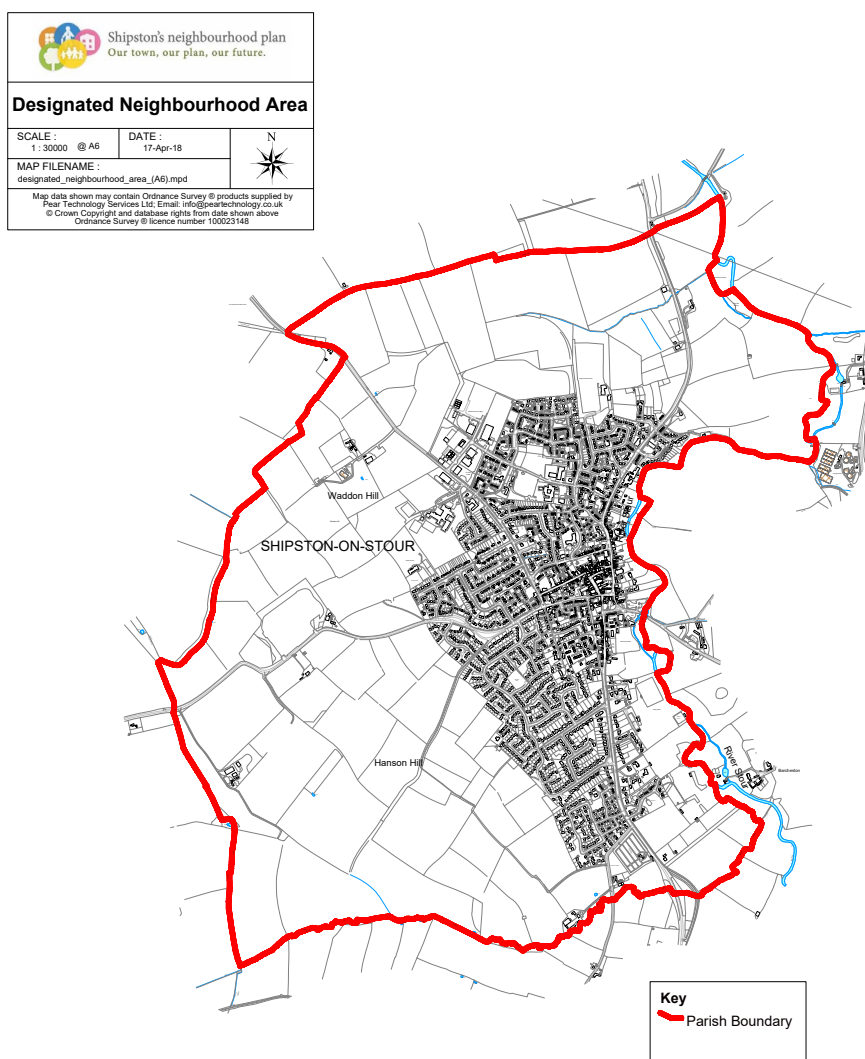 Shipston's neighbourhood plan
Our town, our plan, our future.
Designated Neighbourhood Area
SCALE :
1 : 30000 @ A6
DATE :
17-Apr-18
N
MAP FILENAME :
designated_neighbourhood_area_(A6).mpd
Map data shown may contain Ordnance Survey ® products supplied by
Pear Technology Services Ltd; Email: info@peartechnology.co.uk
© Crown Copyright and database rights from date shown above
Ordnance Survey ® licence number 100023148
Waddon Hill
SHIPSTON-ON-STOUR
Hanson Hill
River Stour
Barcheston
Key
Parish Boundary